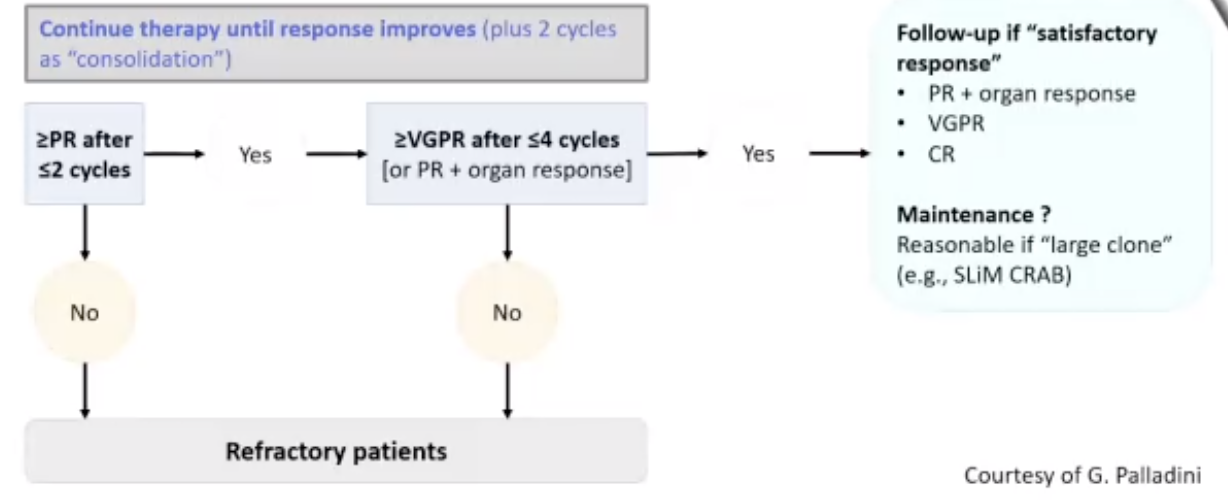 Continue therapy until response improves (plus 2 cycles
as “consolidation”)
≥PR after
≤2 cycles
Yes
≥VGPR after ≤4 cycles
[or PR + organ response]
Yes
Follow-up if “satisfactory
response”
• PR + organ response
• VGPR
• CR
Maintenance ?
Reasonable if “large clone”
(e.g., SLiM CRAB)
No
No
Refractory patients
Courtesy of G. Palladini